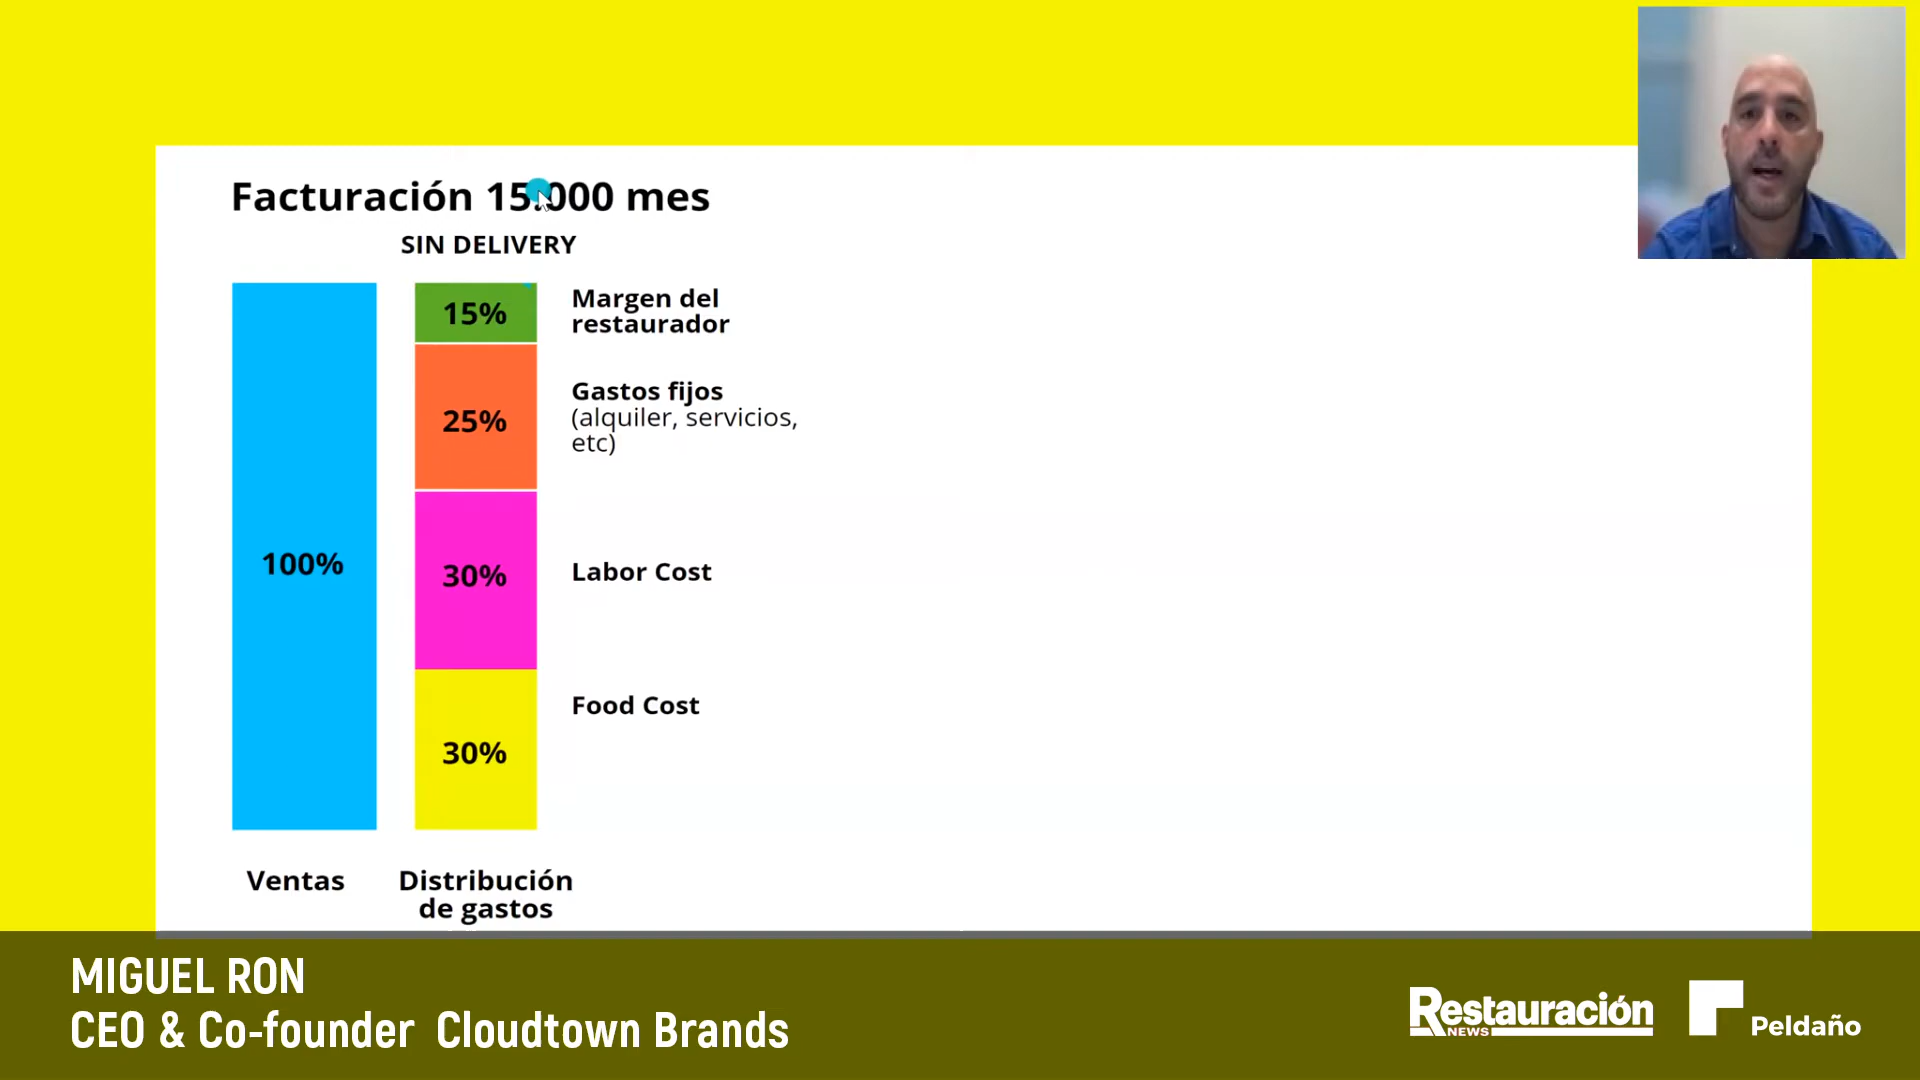 Facturación 15.000 mes
SIN DELIVERY
15%
Margen del
restaurador
25%
Gastos fijos
(alquiler, servicios,
etc)
100%
30%
Labor Cost
Food Cost
30%
Ventas
Distribución
de gastos
MIGUEL RON
CEO & Co-founder Cloudtown Brands
Restauración
NEWS
Peldaño